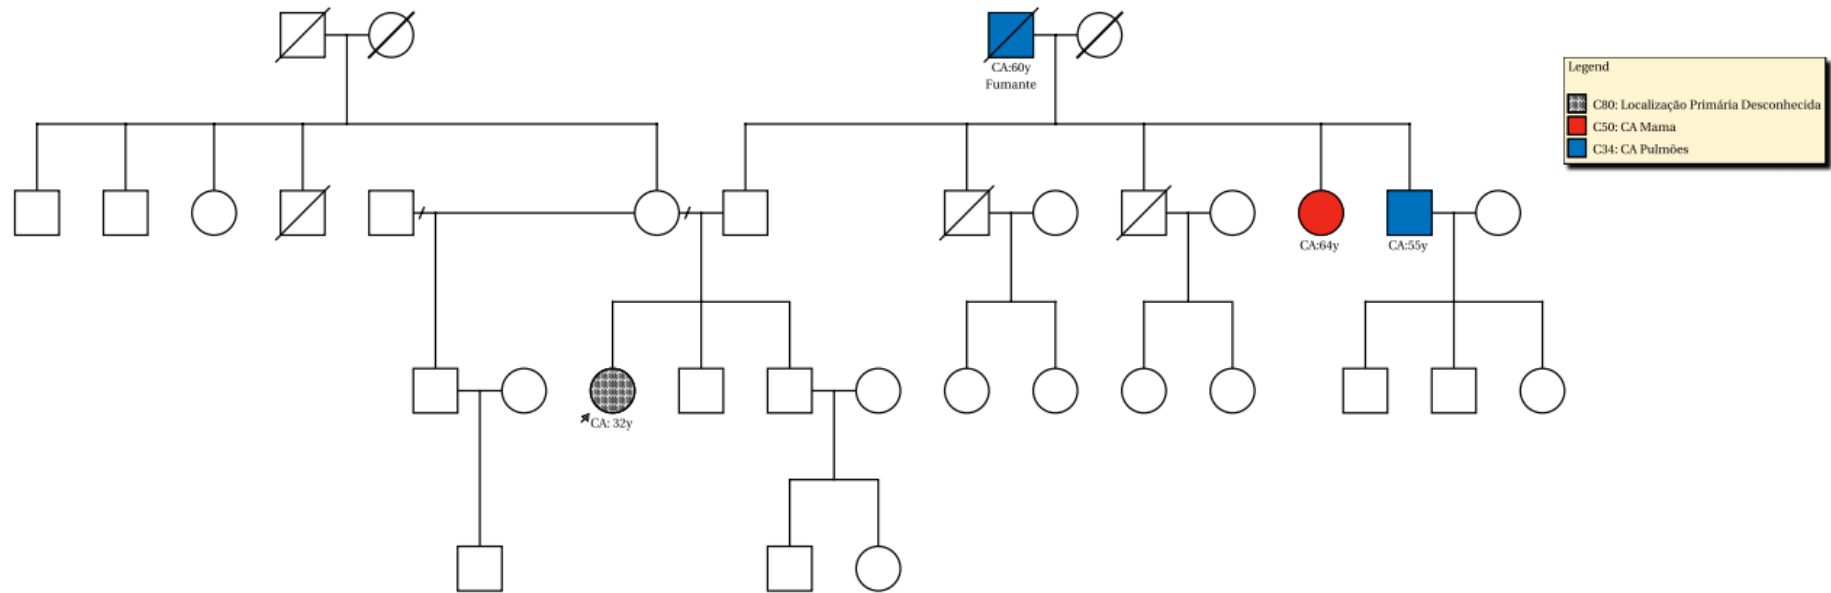 CA:60y
Fumante
Legend
C80: Localização Primária Desconhecida
C50: CA Mama
C34: CA Pulmões
CA:64y
CA:55y
CA: 32y